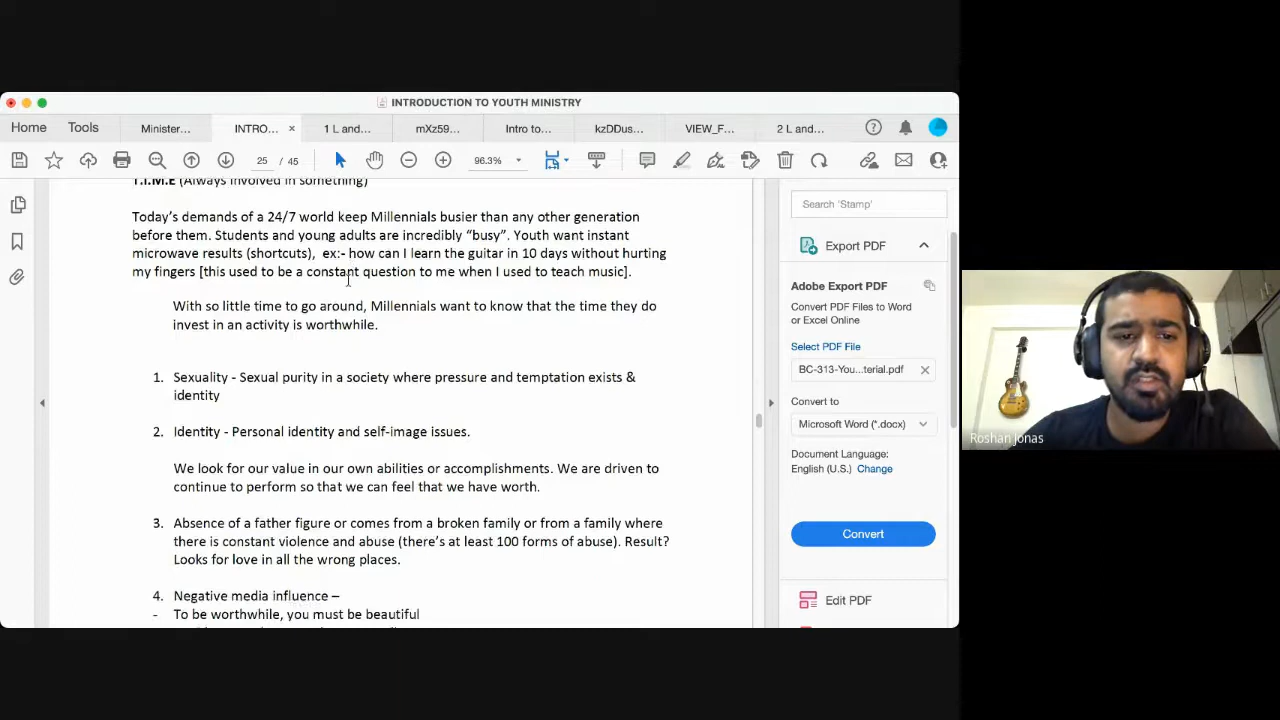 INTRODUCTION TO YOUTH MINISTRY
Home
Tools
Minister...
INTRO...
1 L and...
mXz59...
Intro to...
kzDDus...
VIEW_F...
2 L and...
25 / 45
96.3%
T.I.M.E (Always involved in something)
Today's demands of a 24/7 world keep Millennials busier than any other generation
before them. Students and young adults are incredibly “busy”. Youth want instant
microwave results (shortcuts),  ex:- how can I learn the guitar in 10 days without hurting
my fingers [this used to be a constant question to me when I used to teach music].
With so little time to go around, Millennials want to know that the time they do
invest in an activity is worthwhile.
1. Sexuality - Sexual purity in a society where pressure and temptation exists &
identity
2. Identity - Personal identity and self-image issues.
We look for our value in our own abilities or accomplishments. We are driven to
continue to perform so that we can feel that we have worth.
3. Absence of a father figure or comes from a broken family or from a family where
there is constant violence and abuse (there's at least 100 forms of abuse). Result?
Looks for love in all the wrong places.
4. Negative media influence –
- To be worthwhile, you must be beautiful
Search 'Stamp'
Export PDF
Adobe Export PDF
Convert PDF Files to Word
or Excel Online
Select PDF File
BC-313-You...terial.pdf
Convert to
Microsoft Word (*.docx)
Document Language:
English (U.S.) Change
Convert
Edit PDF
Roshan Jonas